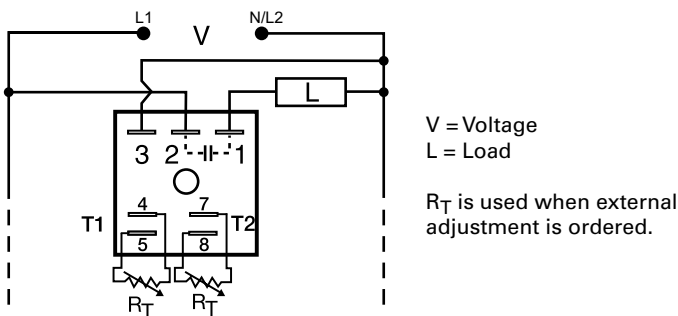 L1 V N/L2
L
V = Voltage
L = Load
3 2 1
RT is used when external
adjustment is ordered.
4 7
T1 T2
5 8
RT RT